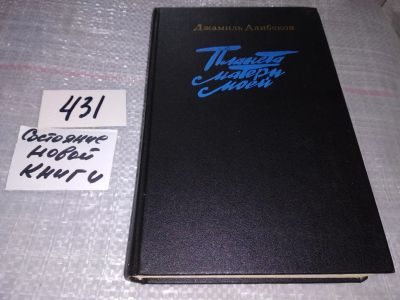 Джамиль Алибеков
Планета
матери
моей
431
Состояние
новой
книги